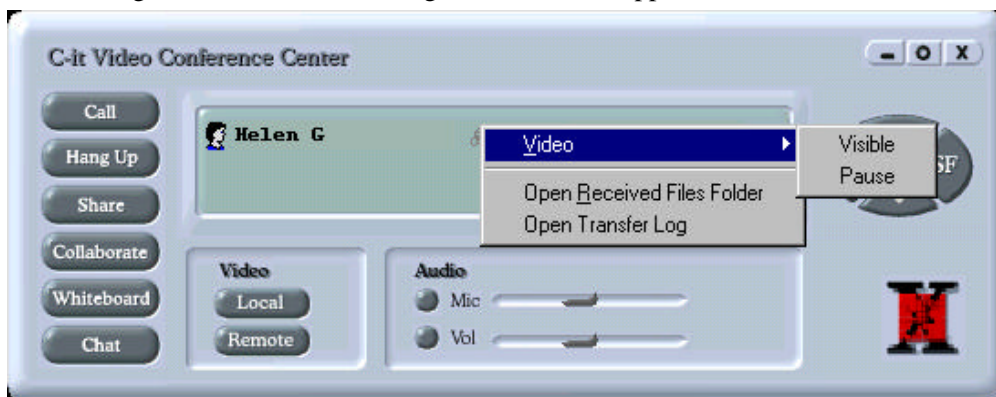 C-it Video Conference Center
Call
Hang Up
Share
Collaborate
Whiteboard
Chat
Helen G
Video
Open Received Files Folder
Open Transfer Log
Visible
Pause
SF
Video
Local
Remote
Audio
Mic
Vol